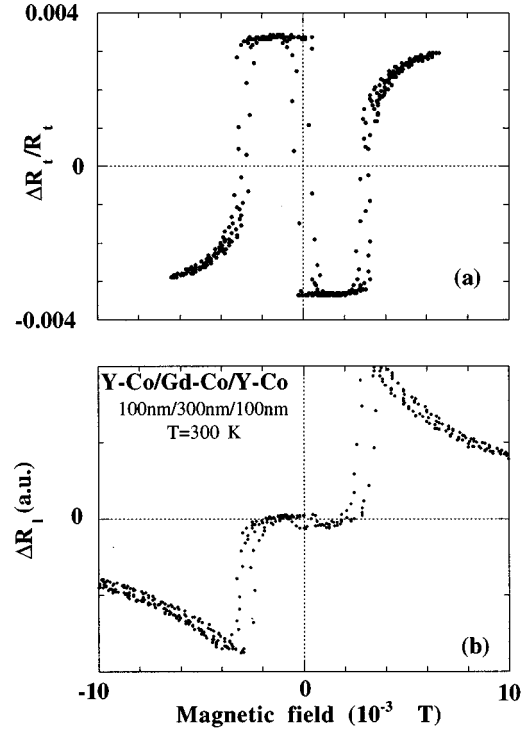 0.004
ΔR_t/R_t
0
-0.004
(a)
Y-Co/Gd-Co/Y-Co
100nm/300nm/100nm
T=300 K
ΔR_l (a.u.)
0
(b)
-10 0 10
Magnetic field (10⁻³ T)